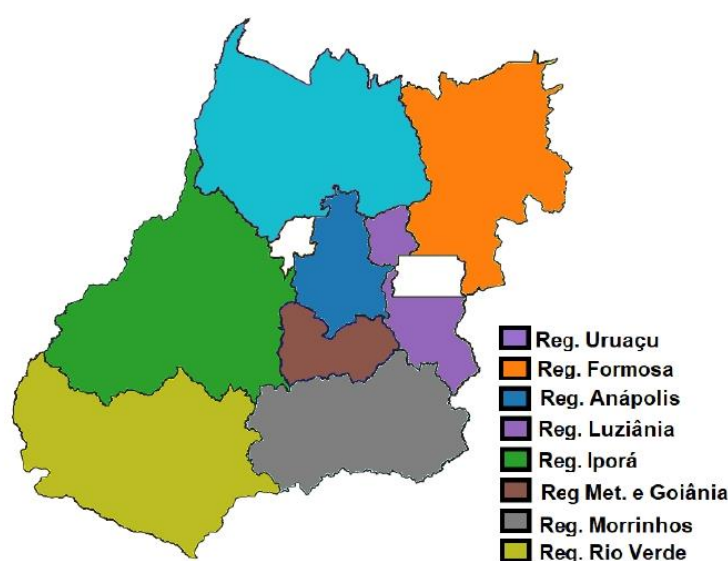 Reg. Uruaçu
Reg. Formosa
Reg. Anápolis
Reg. Luziânia
Reg. Iporá
Reg Met. e Goiânia
Reg. Morrinhos
Reg. Rio Verde